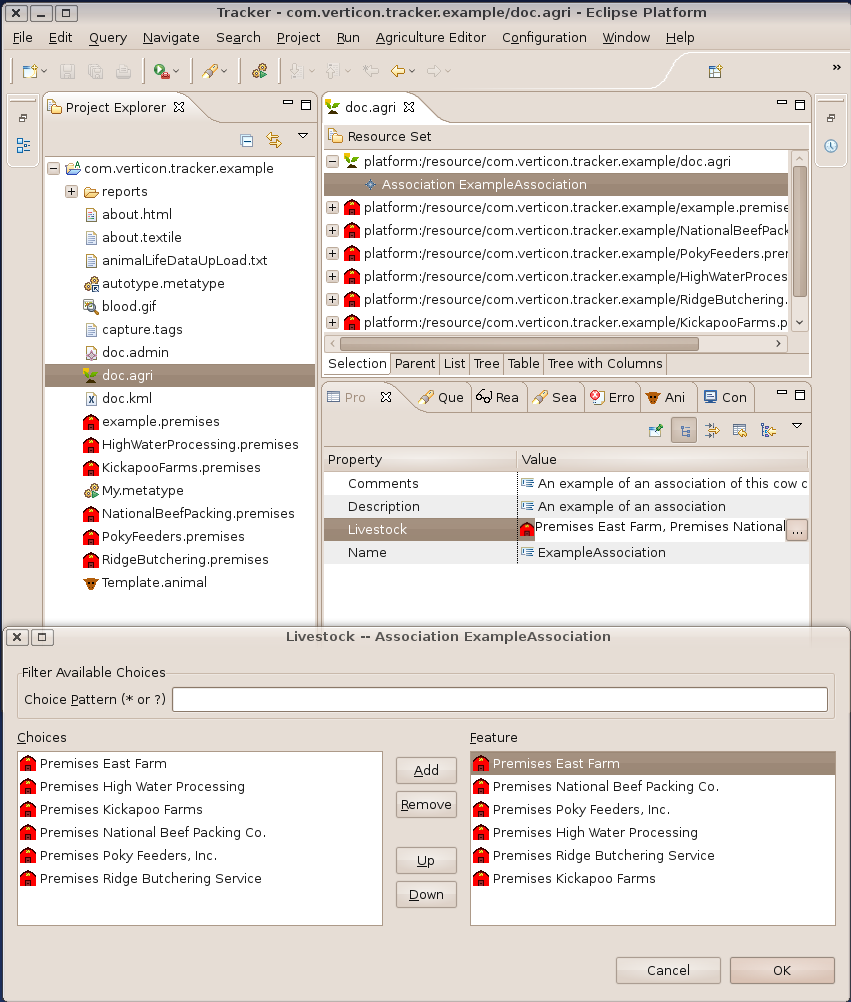 Tracker - com.verticon.tracker.example/doc.agri - Eclipse Platform
File Edit Query Navigate Search Project Run Agriculture Editor Configuration Window Help
Project Explorer
com.verticon.tracker.example
reports
about.html
about.textile
animalLifeDataUpLoad.txt
autotype.metatype
blood.gif
capture.tags
doc.admin
doc.agri
doc.kml
example.premises
HighWaterProcessing.premises
KickapooFarms.premises
My.metatype
NationalBeefPacking.premises
PokyFeeders.premises
RidgeButchering.premises
Template.animal
doc.agri
Resource Set
platform:/resource/com.verticon.tracker.example/doc.agri
Association ExampleAssociation
platform:/resource/com.verticon.tracker.example/example.premise
platform:/resource/com.verticon.tracker.example/NationalBeefPack
platform:/resource/com.verticon.tracker.example/PokyFeeders.prer
platform:/resource/com.verticon.tracker.example/HighWaterProces
platform:/resource/com.verticon.tracker.example/RidgeButchering.
platform:/resource/com.verticon.tracker.example/KickapooFarms.p
Selection Parent List Tree Table Tree with Columns
Pro Que Rea Sea Erro Ani Con
Property Value
Comments An example of an association of this cow c
Description An example of an association
Livestock Premises East Farm, Premises National ...
Name ExampleAssociation
Livestock -- Association ExampleAssociation
Filter Available Choices
Choice Pattern (* or ?)
Choices
Premises East Farm
Premises High Water Processing
Premises Kickapoo Farms
Premises National Beef Packing Co.
Premises Poky Feeders, Inc.
Premises Ridge Butchering Service
Add
Remove
Up
Down
Feature
Premises East Farm
Premises National Beef Packing Co.
Premises Poky Feeders, Inc.
Premises High Water Processing
Premises Ridge Butchering Service
Premises Kickapoo Farms
Cancel OK